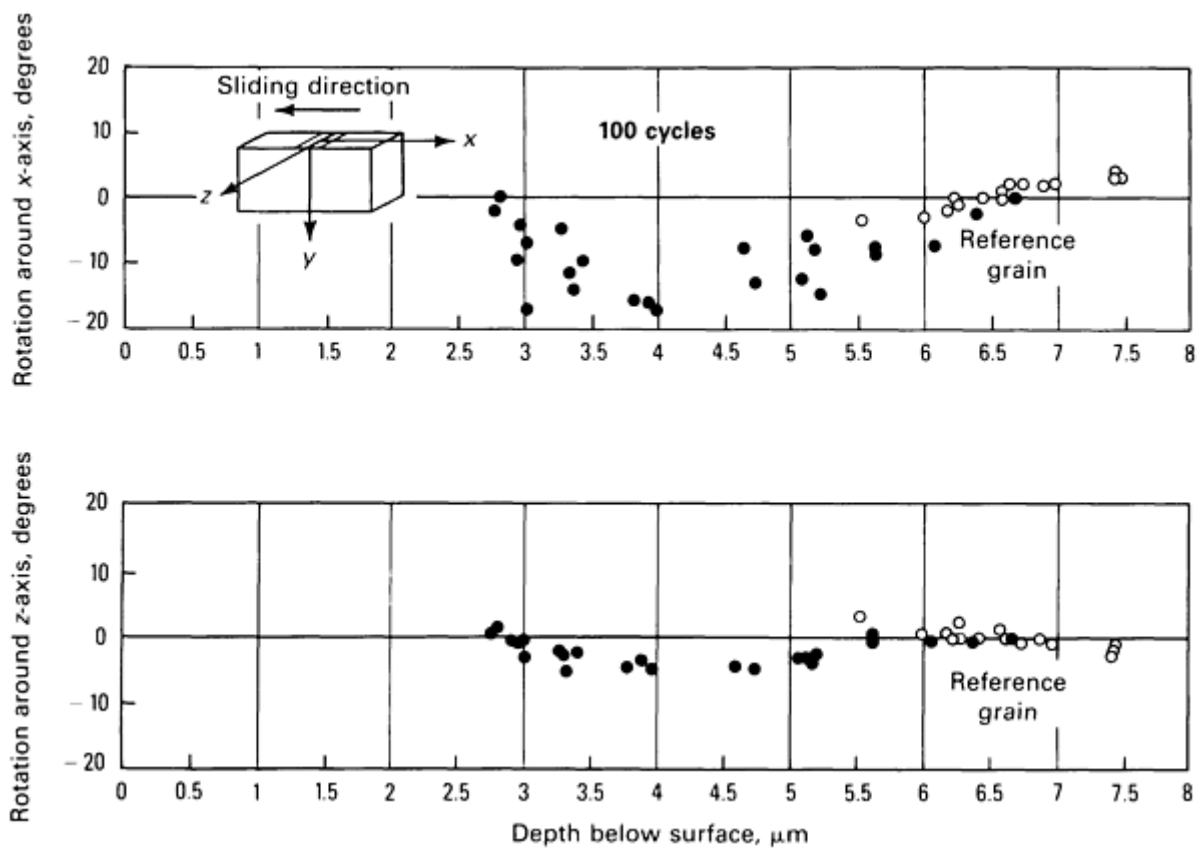 Rotation around x-axis, degrees
20
10
0
– 10
– 20
Sliding direction
x
z
y
100 cycles
Reference
grain
0 1 1.5 2 2.5 3 3.5 4 4.5 5 5.5 6 6.5 7 7.5 8
Rotation around z-axis, degrees
20
10
0
– 10
– 20
Reference
grain
0 0.5 1 1.5 2 2.5 3 3.5 4 4.5 5 5.5 6 6.5 7 7.5 8
Depth below surface, μm